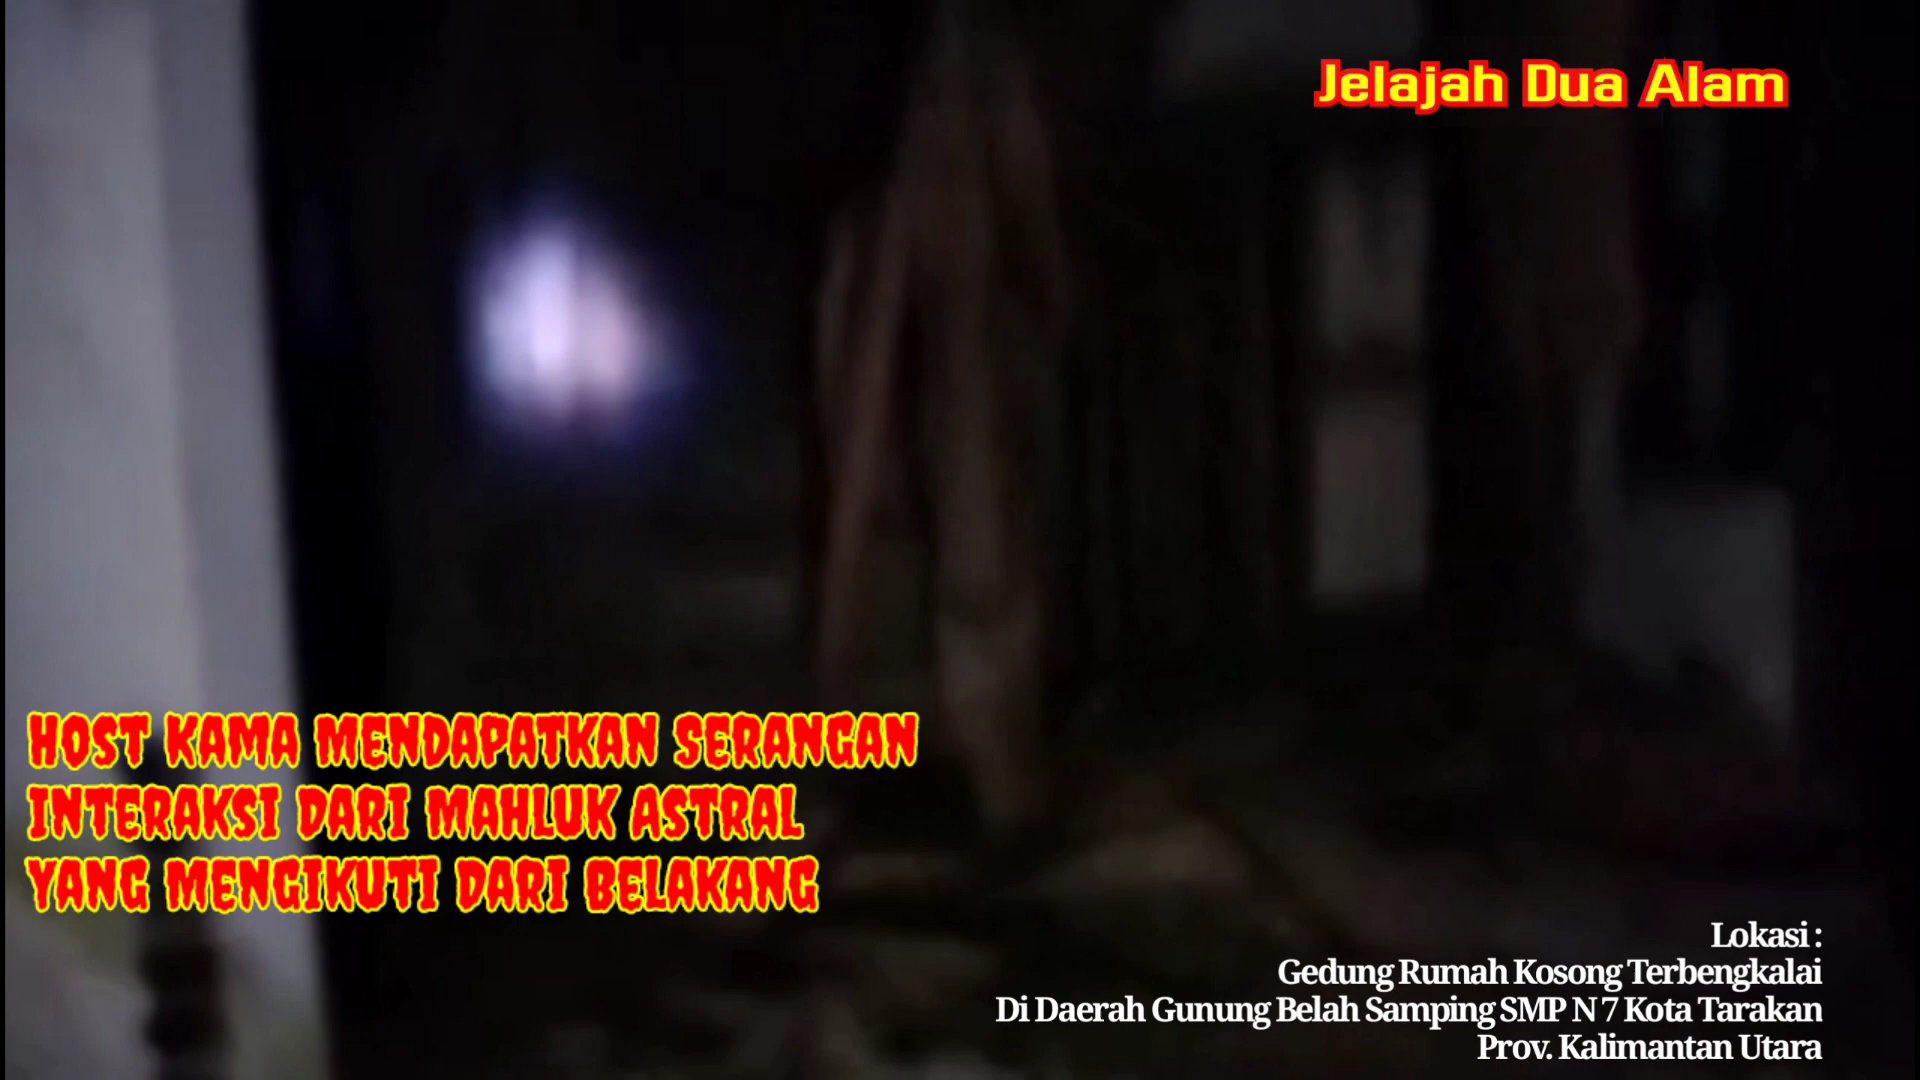 Jelajah Dua Alam
HOST KAMA MENDAPATKAN SERANGAN
INTERAKSI DARI MAHLUK ASTRAL
YANG MENGIKUTI DARI BELAKANG
Lokasi :
Gedung Rumah Kosong Terbengkalai
Di Daerah Gunung Belah Samping SMP N 7 Kota Tarakan
Prov. Kalimantan Utara